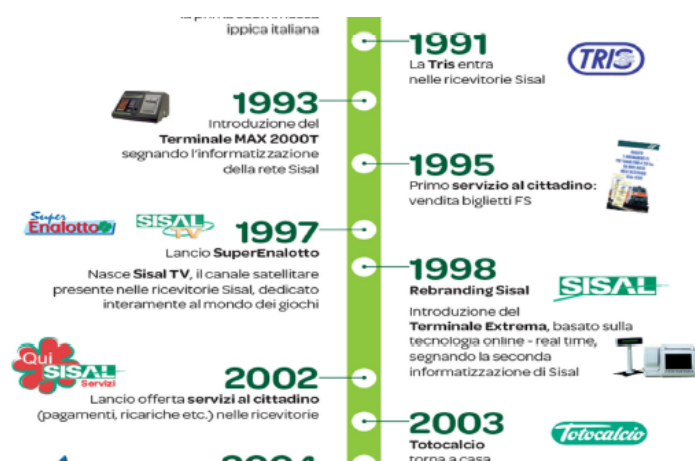 ippica italiana
1991
La Tris entra
nelle ricevitorie Sisal
TRIS
1993
Introduzione del
Terminale MAX 2000T
segnando l'informatizzazione
della rete Sisal
1995
Primo servizio al cittadino:
vendita biglietti FS
Super
Enalotto
SISAL
TV
1997
Lancio SuperEnalotto
Nasce Sisal TV, il canale satellitare
presente nelle ricevitorie Sisal, dedicato
interamente al mondo dei giochi
1998
Rebranding Sisal
SISAL
Introduzione del
Terminale Extrema, basato sulla
tecnologia online - real time,
segnando la seconda
informatizzazione di Sisal
Qui
SISAL
Servizi
2002
Lancio offerta servizi al cittadino
(pagamenti, ricariche etc.) nelle ricevitorie
2003
Totocalcio
torna a casa
Totocalcio